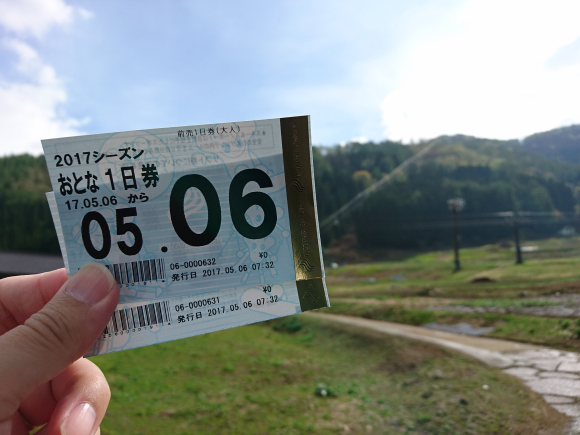 前売1日券(大人)
2017シーズン
おとな1日券
17.05.06 から
05.06
06-0000632 ¥0
発行日 2017.05.06 07:32
06-0000631 ¥0
発行日 2017.05.06 07:32